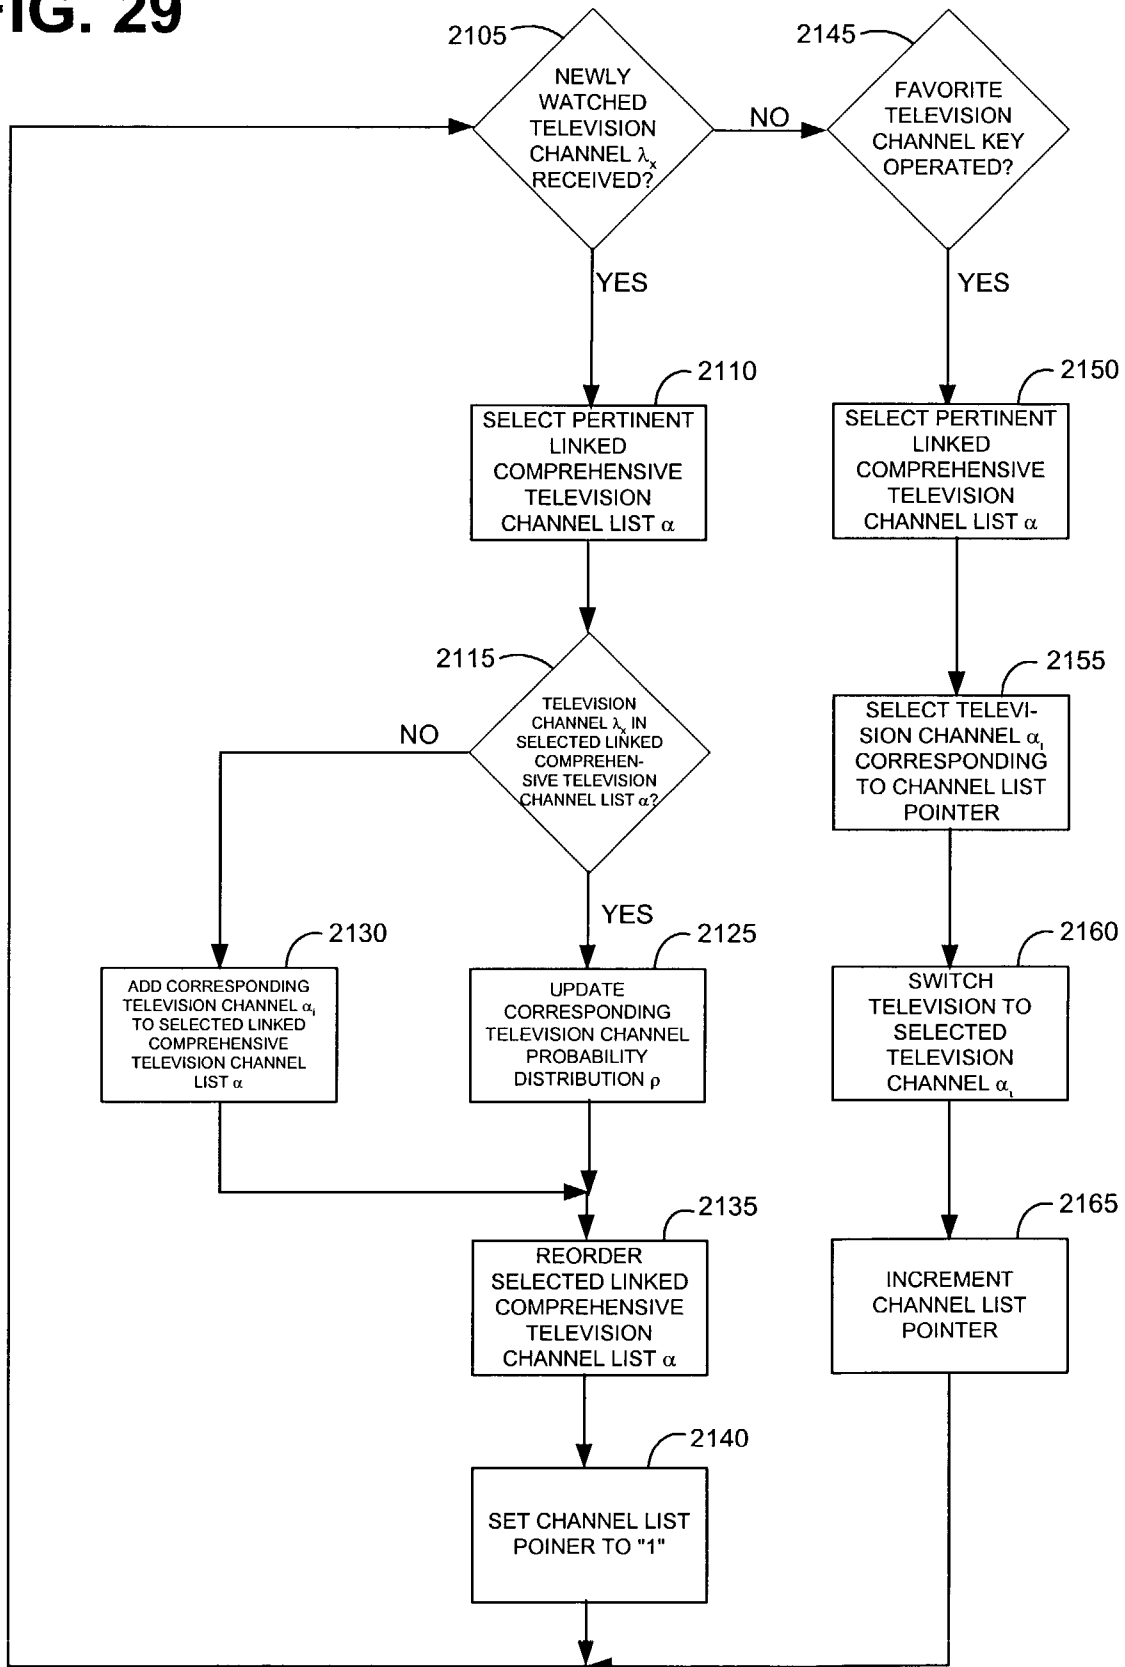 FIG. 29
2105
NEWLY
WATCHED
TELEVISION
CHANNEL λx
RECEIVED?
NO
2145
FAVORITE
TELEVISION
CHANNEL KEY
OPERATED?
YES
YES
2110
SELECT PERTINENT
LINKED
COMPREHENSIVE
TELEVISION
CHANNEL LIST α
2150
SELECT PERTINENT
LINKED
COMPREHENSIVE
TELEVISION
CHANNEL LIST α
2115
TELEVISION
CHANNEL λx IN
SELECTED LINKED
COMPREHEN-
SIVE TELEVISION
CHANNEL LIST α?
NO
YES
2155
SELECT TELEVI-
SION CHANNEL αi
CORRESPONDING
TO CHANNEL LIST
POINTER
2130
ADD CORRESPONDING
TELEVISION CHANNEL αi
TO SELECTED LINKED
COMPREHENSIVE
TELEVISION CHANNEL
LIST α
2125
UPDATE
CORRESPONDING
TELEVISION CHANNEL
PROBABILITY
DISTRIBUTION ρ
2160
SWITCH
TELEVISION TO
SELECTED
TELEVISION
CHANNEL αi
2135
REORDER
SELECTED LINKED
COMPREHENSIVE
TELEVISION
CHANNEL LIST α
2165
INCREMENT
CHANNEL LIST
POINTER
2140
SET CHANNEL LIST
POINER TO "1"